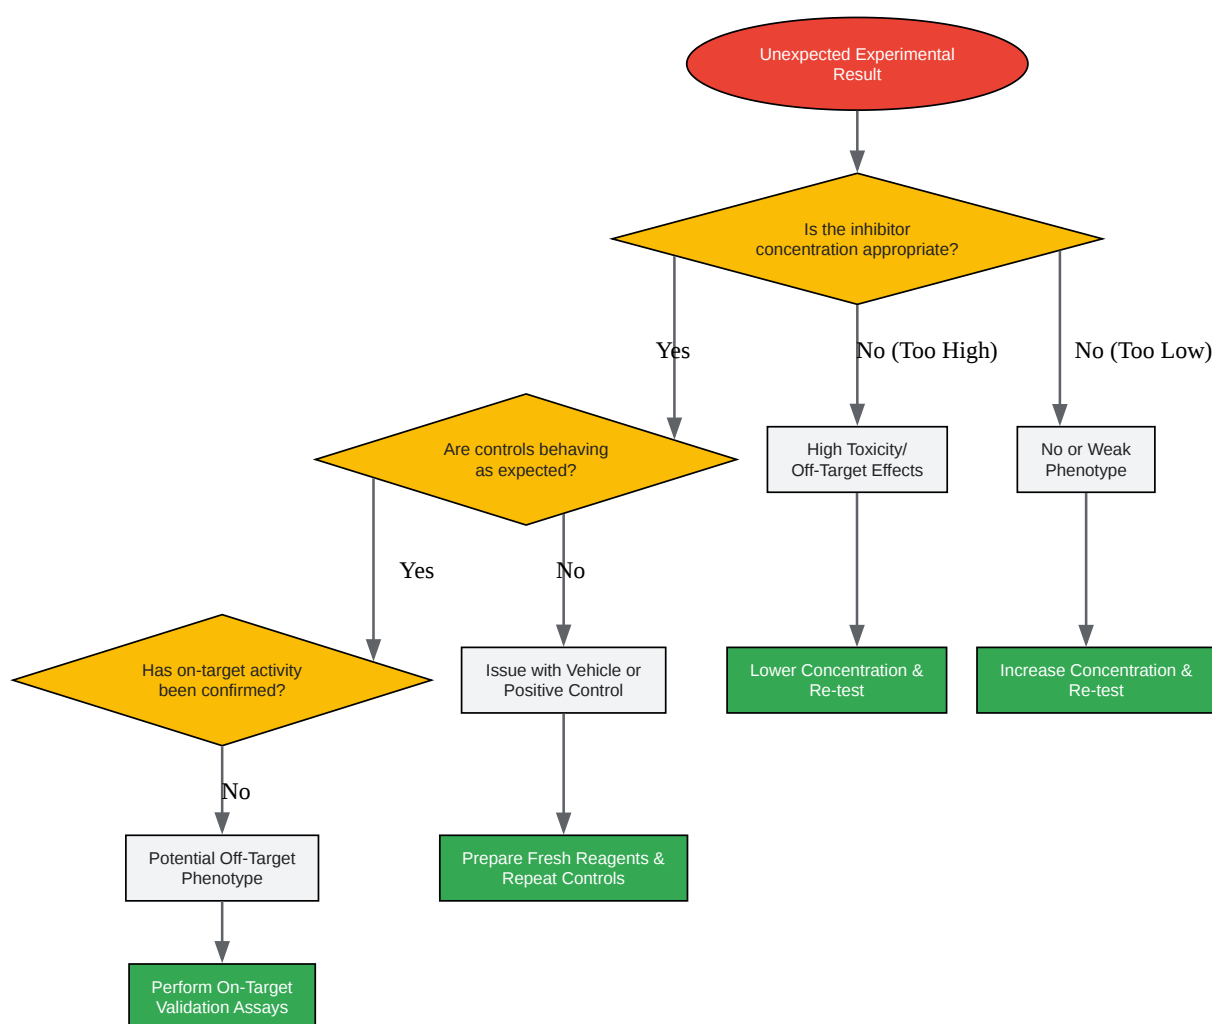 Unexpected Experimental
Result
Is the inhibitor
concentration appropriate?
Yes
No (Too High)
No (Too Low)
Are controls behaving
as expected?
High Toxicity/
Off-Target Effects
No or Weak
Phenotype
Yes
No
Has on-target activity
been confirmed?
Issue with Vehicle or
Positive Control
Lower Concentration &
Re-test
Increase Concentration &
Re-test
No
Potential Off-Target
Phenotype
Prepare Fresh Reagents &
Repeat Controls
Perform On-Target
Validation Assays